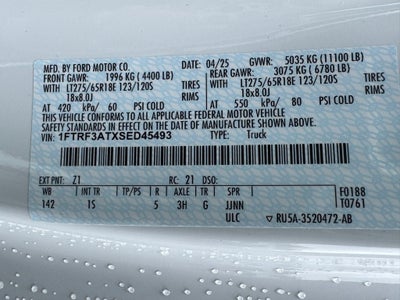 MFD. BY FORD MOTOR CO. 04/25 GVWR: 5035 KG (11100 LB)
FRONT GAWR: 1996 KG (4400 LB) REAR GAWR: 3075 KG (6780 LB)
WITH LT275/65R18E 123/120S TIRES WITH LT275/65R18E 123/120S TIRES
18x8.0J RIMS 18x8.0J RIMS
AT 420 kPa/ 60 PSI COLD AT 550 kPa/ 80 PSI COLD
THIS VEHICLE CONFORMS TO ALL APPLICABLE FEDERAL MOTOR VEHICLE
SAFETY STANDARDS IN EFFECT ON THE DATE OF MANUFACTURE SHOWN ABOVE.
VIN: 1FTRF3ATXSED45493 TYPE: Truck
EXT PNT: Z1 RC: 21 DSO: F0188
WB BRK INT TR TP/PS R AXLE TR SPR T0761
142 1S 5 3H G JJNN
ULC RU5A-3520472-AB